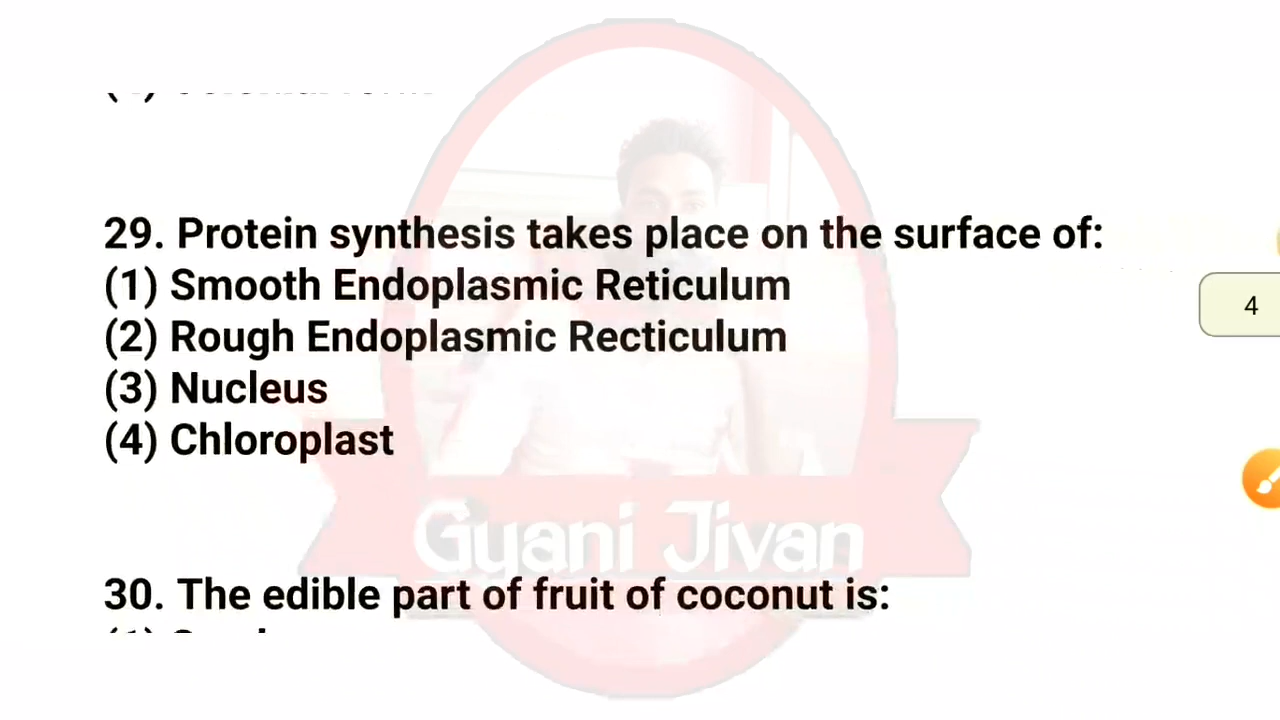 29. Protein synthesis takes place on the surface of:
(1) Smooth Endoplasmic Reticulum
(2) Rough Endoplasmic Recticulum
(3) Nucleus
(4) Chloroplast
4
Gyani Jivan
30. The edible part of fruit of coconut is: